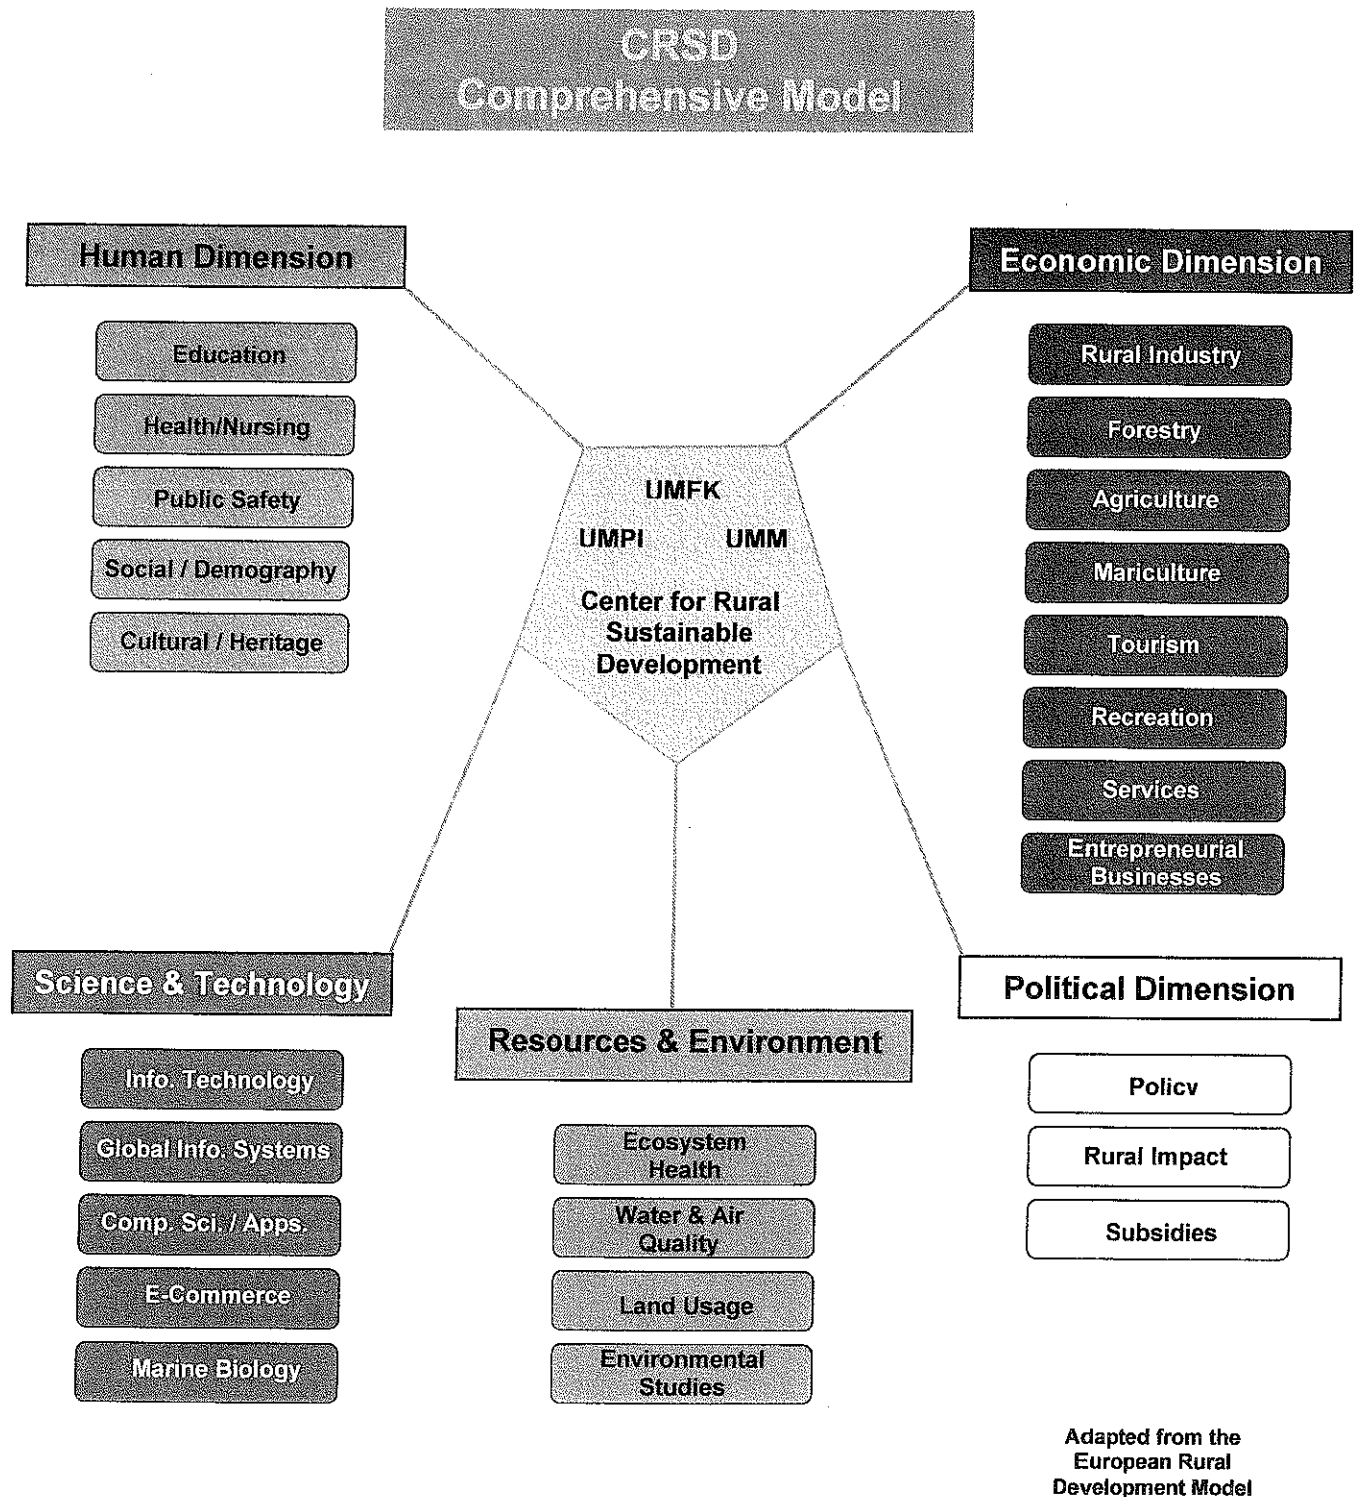 CRSD
Comprehensive Model
Human Dimension
Education
Health/Nursing
Public Safety
Social / Demography
Cultural / Heritage
Economic Dimension
Rural Industry
Forestry
Agriculture
Mariculture
Tourism
Recreation
Services
Entrepreneurial
Businesses
UMFK
UMPI UMM
Center for Rural
Sustainable
Development
Science & Technology
Info. Technology
Global Info. Systems
Comp. Sci. / Apps.
E-Commerce
Marine Biology
Resources & Environment
Ecosystem
Health
Water & Air
Quality
Land Usage
Environmental
Studies
Political Dimension
Policy
Rural Impact
Subsidies
Adapted from the
European Rural
Development Model